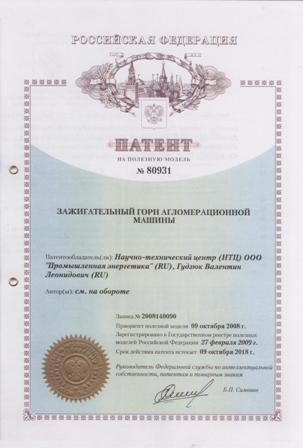 РОССИЙСКАЯ ФЕДЕРАЦИЯ
ПАТЕНТ
НА ПОЛЕЗНУЮ МОДЕЛЬ
№ 80931
ЗАЖИГАТЕЛЬНЫЙ ГОРН АГЛОМЕРАЦИОННОЙ
МАШИНЫ
Патентообладатель(ли): Научно-технический центр (НТЦ) ООО
"Промышленная энергетика" (RU), Гудзюк Валентин
Леонидович (RU)
Автор(ы): см. на обороте
Заявка № 2008140090
Приоритет полезной модели 09 октября 2008 г.
Зарегистрировано в Государственном реестре полезных
моделей Российской Федерации 27 февраля 2009 г.
Срок действия патента истекает 09 октября 2018 г.
Руководитель Федеральной службы по интеллектуальной
собственности, патентам и товарным знакам
Б.П. Симонов